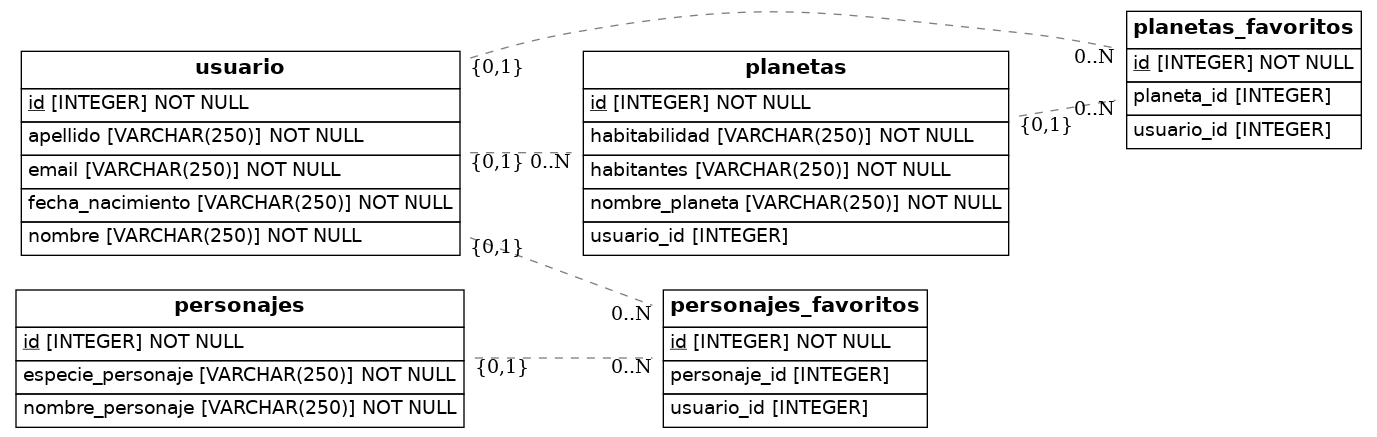 usuario
id [INTEGER] NOT NULL
apellido [VARCHAR(250)] NOT NULL
email [VARCHAR(250)] NOT NULL
fecha_nacimiento [VARCHAR(250)] NOT NULL
nombre [VARCHAR(250)] NOT NULL
{0,1}
{0,1} 0..N
{0,1}
planetas
id [INTEGER] NOT NULL
habitabilidad [VARCHAR(250)] NOT NULL
habitantes [VARCHAR(250)] NOT NULL
nombre_planeta [VARCHAR(250)] NOT NULL
usuario_id [INTEGER]
{0,1}
0..N
0..N
planetas_favoritos
id [INTEGER] NOT NULL
planeta_id [INTEGER]
usuario_id [INTEGER]
personajes
id [INTEGER] NOT NULL
especie_personaje [VARCHAR(250)] NOT NULL
nombre_personaje [VARCHAR(250)] NOT NULL
{0,1}
0..N
0..N
personajes_favoritos
id [INTEGER] NOT NULL
personaje_id [INTEGER]
usuario_id [INTEGER]